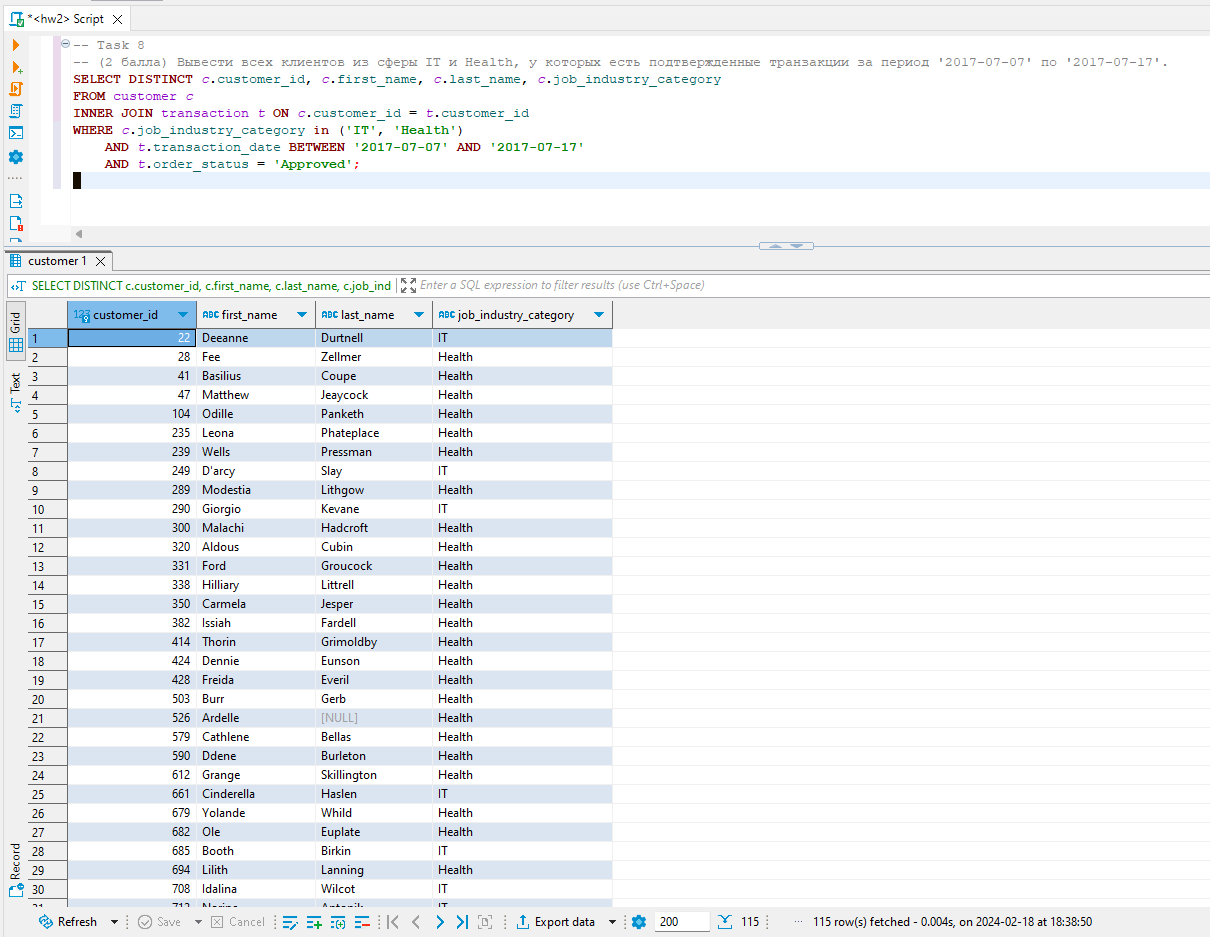 *<hw2> Script
-- Task 8
-- (2 балла) Вывести всех клиентов из сферы IT и Health, у которых есть подтвержденные транзакции за период '2017-07-07' по '2017-07-17'.
SELECT DISTINCT c.customer_id, c.first_name, c.last_name, c.job_industry_category
FROM customer c
INNER JOIN transaction t ON c.customer_id = t.customer_id
WHERE c.job_industry_category in ('IT', 'Health')
AND t.transaction_date BETWEEN '2017-07-07' AND '2017-07-17'
AND t.order_status = 'Approved';
customer 1
SELECT DISTINCT c.customer_id, c.first_name, c.last_name, c.job_ind Enter a SQL expression to filter results (use Ctrl+Space)
Grid
Text
Record
123 customer_id ABC first_name ABC last_name ABC job_industry_category
1 22 Deeanne Durtnell IT
2 28 Fee Zellmer Health
3 41 Basilius Coupe Health
4 47 Matthew Jeaycock Health
5 104 Odille Panketh Health
6 235 Leona Phateplace Health
7 239 Wells Pressman Health
8 249 D'arcy Slay IT
9 289 Modestia Lithgow Health
10 290 Giorgio Kevane IT
11 300 Malachi Hadcroft Health
12 320 Aldous Cubin Health
13 331 Ford Groucock Health
14 338 Hilliary Littrell Health
15 350 Carmela Jesper Health
16 382 Issiah Fardell Health
17 414 Thorin Grimoldby Health
18 424 Dennie Eunson Health
19 428 Freida Everil Health
20 503 Burr Gerb Health
21 526 Ardelle [NULL] Health
22 579 Cathlene Bellas Health
23 590 Ddene Burleton Health
24 612 Grange Skillington Health
25 661 Cinderella Haslen IT
26 679 Yolande Whild Health
27 682 Ole Euplate Health
28 685 Booth Birkin IT
29 694 Lilith Lanning Health
30 708 Idalina Wilcot IT
Refresh Save Cancel Export data 200 115 115 row(s) fetched - 0.004s, on 2024-02-18 at 18:38:50